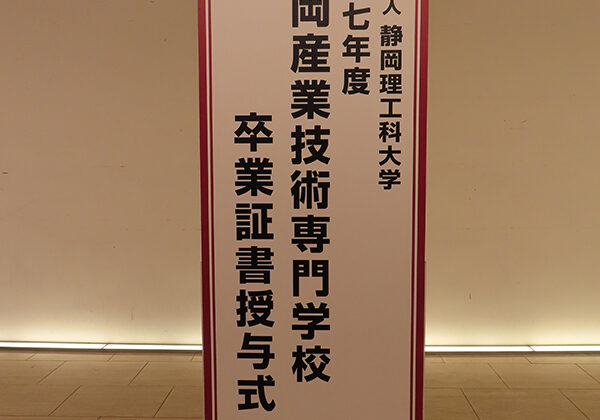 人 静岡理工科大学
七年度
岡産業技術専門学校
卒業証書授与式